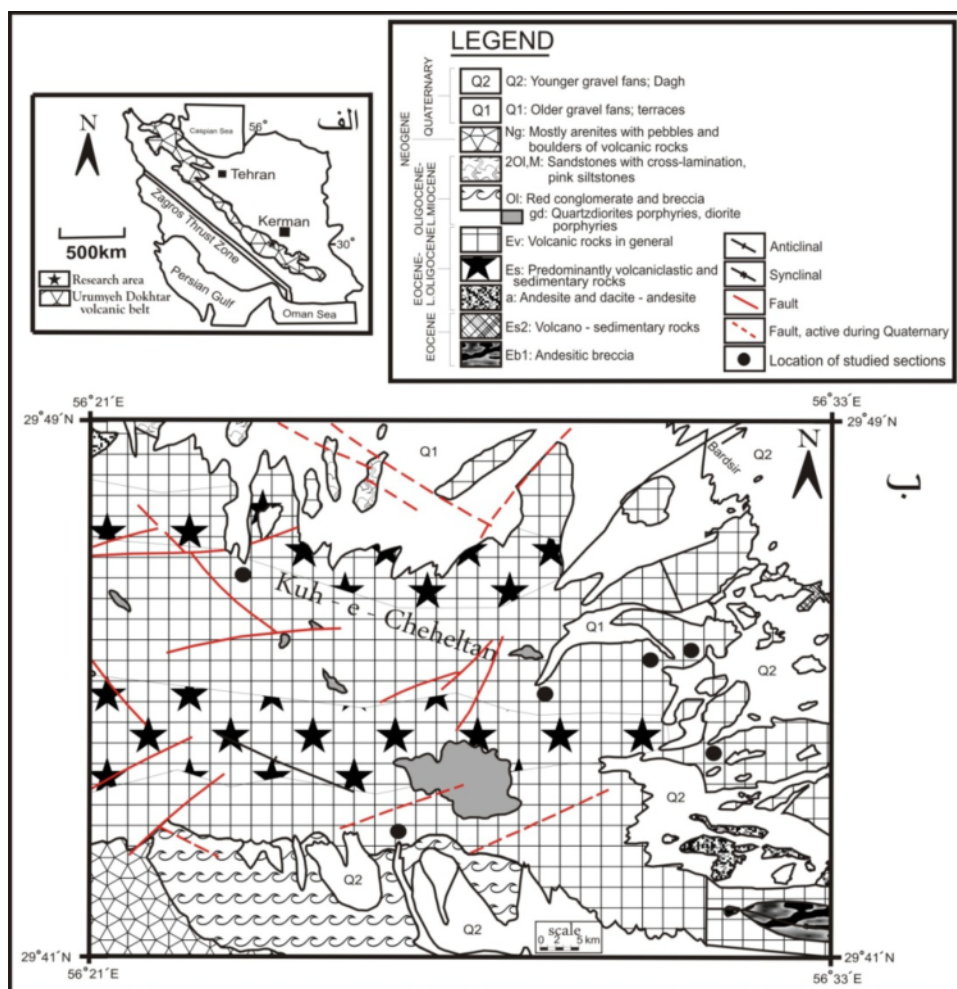 LEGEND
Q2
Q2: Younger gravel fans; Dagh
Q1
Q1: Older gravel fans; terraces
Ng: Mostly arenites with pebbles and
boulders of volcanic rocks
2Ol,M: Sandstones with cross-lamination,
pink siltstones
Ol: Red conglomerate and breccia
gd: Quartzdiorites porphyries, diorite
porphyries
Ev: Volcanic rocks in general
Es: Predominantly volcaniclastic and
sedimentary rocks
a: Andesite and dacite - andesite
Es2: Volcano - sedimentary rocks
Eb1: Andesitic breccia
QUATERNARY
NEOGENE
OLIGOCENE-
L.MIOCENE
EOCENE-
L.OLIGOCENE
EOCENE
Anticlinal
Synclinal
Fault
Fault, active during Quaternary
Location of studied sections
الف
N
Caspian Sea
56°
Tehran
Kerman
30°
Zagros Thrust Zone
500km
Research area
Urumyeh Dokhtar
volcanic belt
Persian Gulf
Oman Sea
56°21´E
56°33´E
29°49´N
29°49´N
ب
N
Q1
Bardsir
Q2
Kuh - e - Cheheltan
Q1
Q2
Q2
Q2
Q2
scale
0 2 5 km
29°41´N
29°41´N
56°21´E
56°33´E